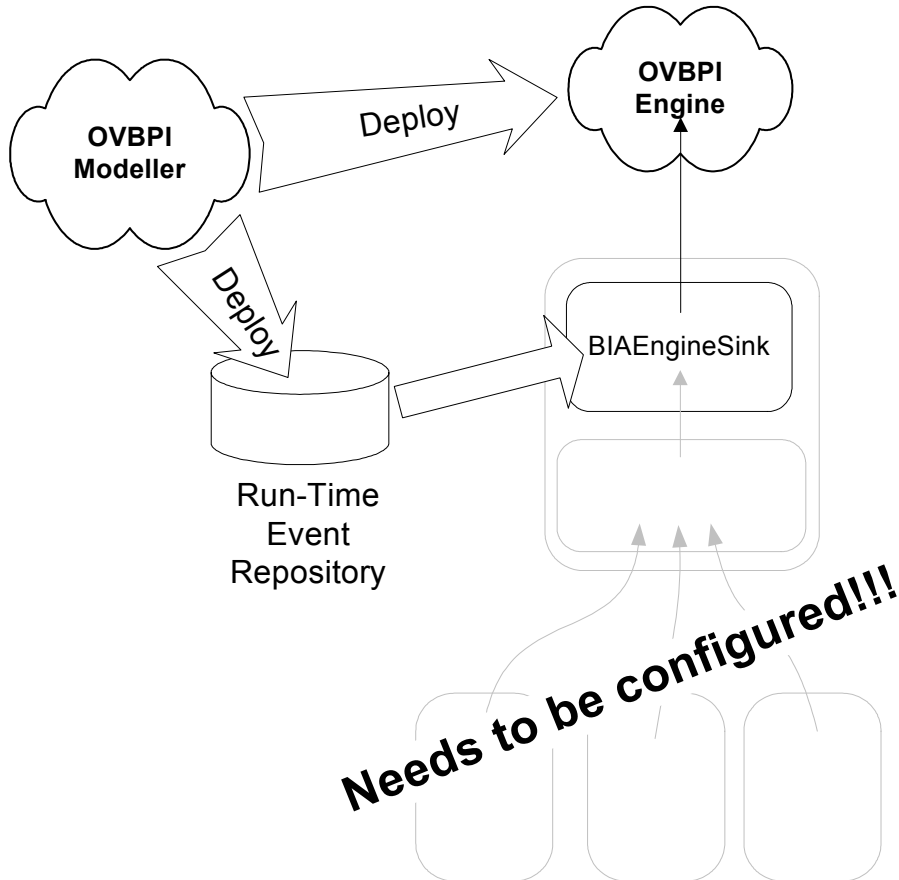 OVBPI
Modeller
Deploy
OVBPI
Engine
Deploy
BIAEngineSink
Run-Time
Event
Repository
Needs to be configured!!!